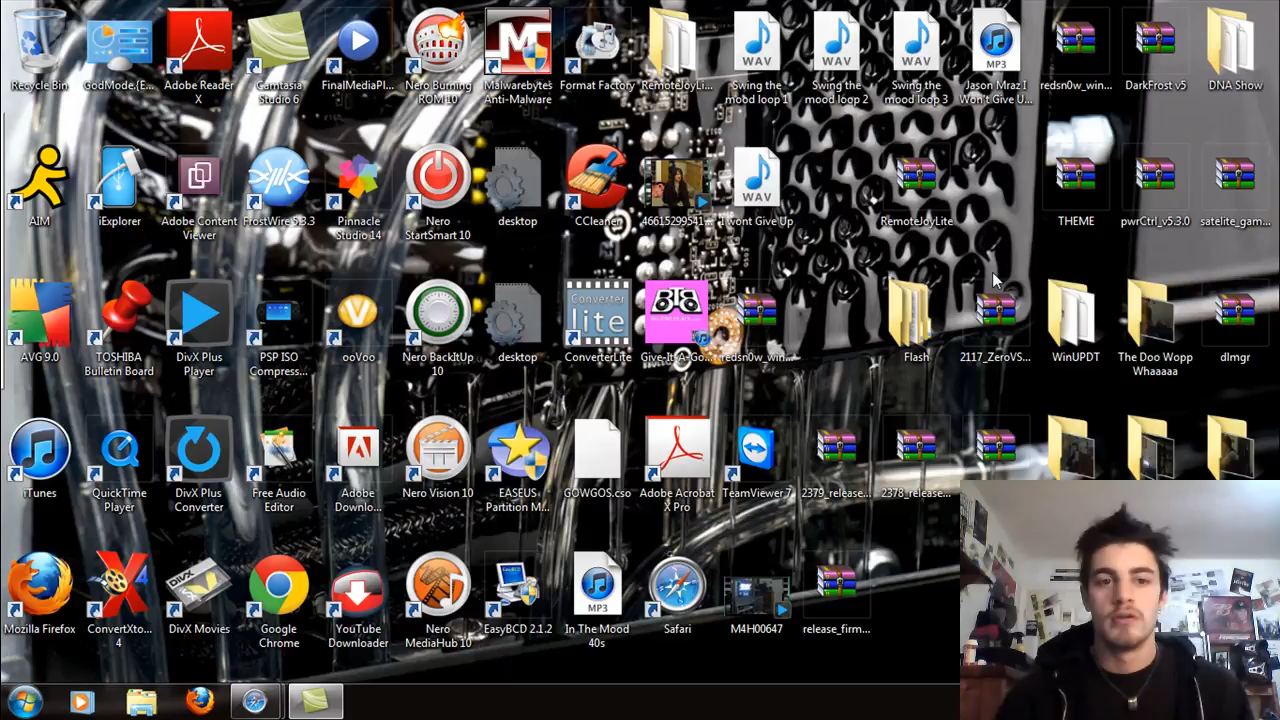 Recycle Bin
GodMode.{E...
Adobe Reader
X
Camtasia
Studio 6
FinalMediaPl...
Nero Burning
ROM 10
Malwarebytes
Anti-Malware
Format Factory
RemoteJoyLi...
WAV
Swing the
mood loop 1
WAV
Swing the
mood loop 2
WAV
Swing the
mood loop 3
MP3
Jason Mraz I
Won't Give U...
redsn0w_win...
DarkFrost v5
DNA Show
AIM
iExplorer
Adobe Content
Viewer
FrostWire 5.3.3
Pinnacle
Studio 14
Nero
StartSmart 10
desktop
CCleaner
46615299541...
WAV
I wont Give Up
RemoteJoyLite
THEME
pwrCtrl_v5.3.0
satelite_gam...
AVG 9.0
TOSHIBA
Bulletin Board
DivX Plus
Player
PSP ISO
Compress...
ooVoo
Nero BackItUp
10
desktop
Converter
lite
ConverterLite
BTB
Give-It-A-Go...
redsn0w_win...
Flash
2117_ZeroVS...
WinUPDT
The Doo Wopp
Whaaaaa
dlmgr
iTunes
QuickTime
Player
DivX Plus
Converter
Free Audio
Editor
Adobe
Downlo...
Nero Vision 10
EASEUS
Partition M...
GOWGOS.cso
Adobe Acrobat
X Pro
TeamViewer 7
2379_release...
2378_release...
Mozilla Firefox
ConvertXto...
4
DivX Movies
Google
Chrome
YouTube
Downloader
Nero
MediaHub 10
EasyBCD 2.1.2
MP3
In The Mood
40s
Safari
M4H00647
release_firm...